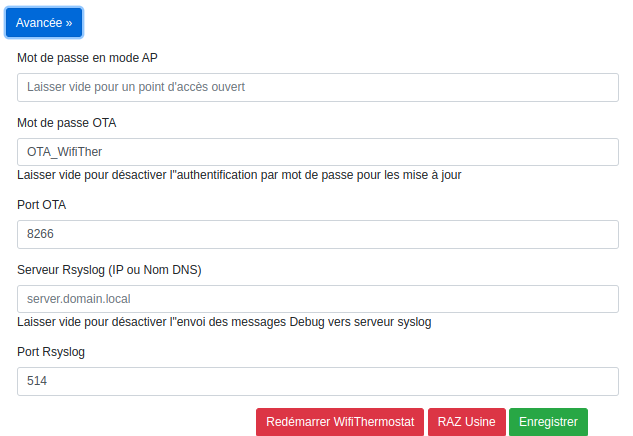 Avancée »
Mot de passe en mode AP
Laisser vide pour un point d'accès ouvert
Mot de passe OTA
OTA_WifiTher
Laisser vide pour désactiver l"authentification par mot de passe pour les mise à jour
Port OTA
8266
Serveur Rsyslog (IP ou Nom DNS)
server.domain.local
Laisser vide pour désactiver l"envoi des messages Debug vers serveur syslog
Port Rsyslog
514
Redémarrer WifiThermostat RAZ Usine Enregistrer